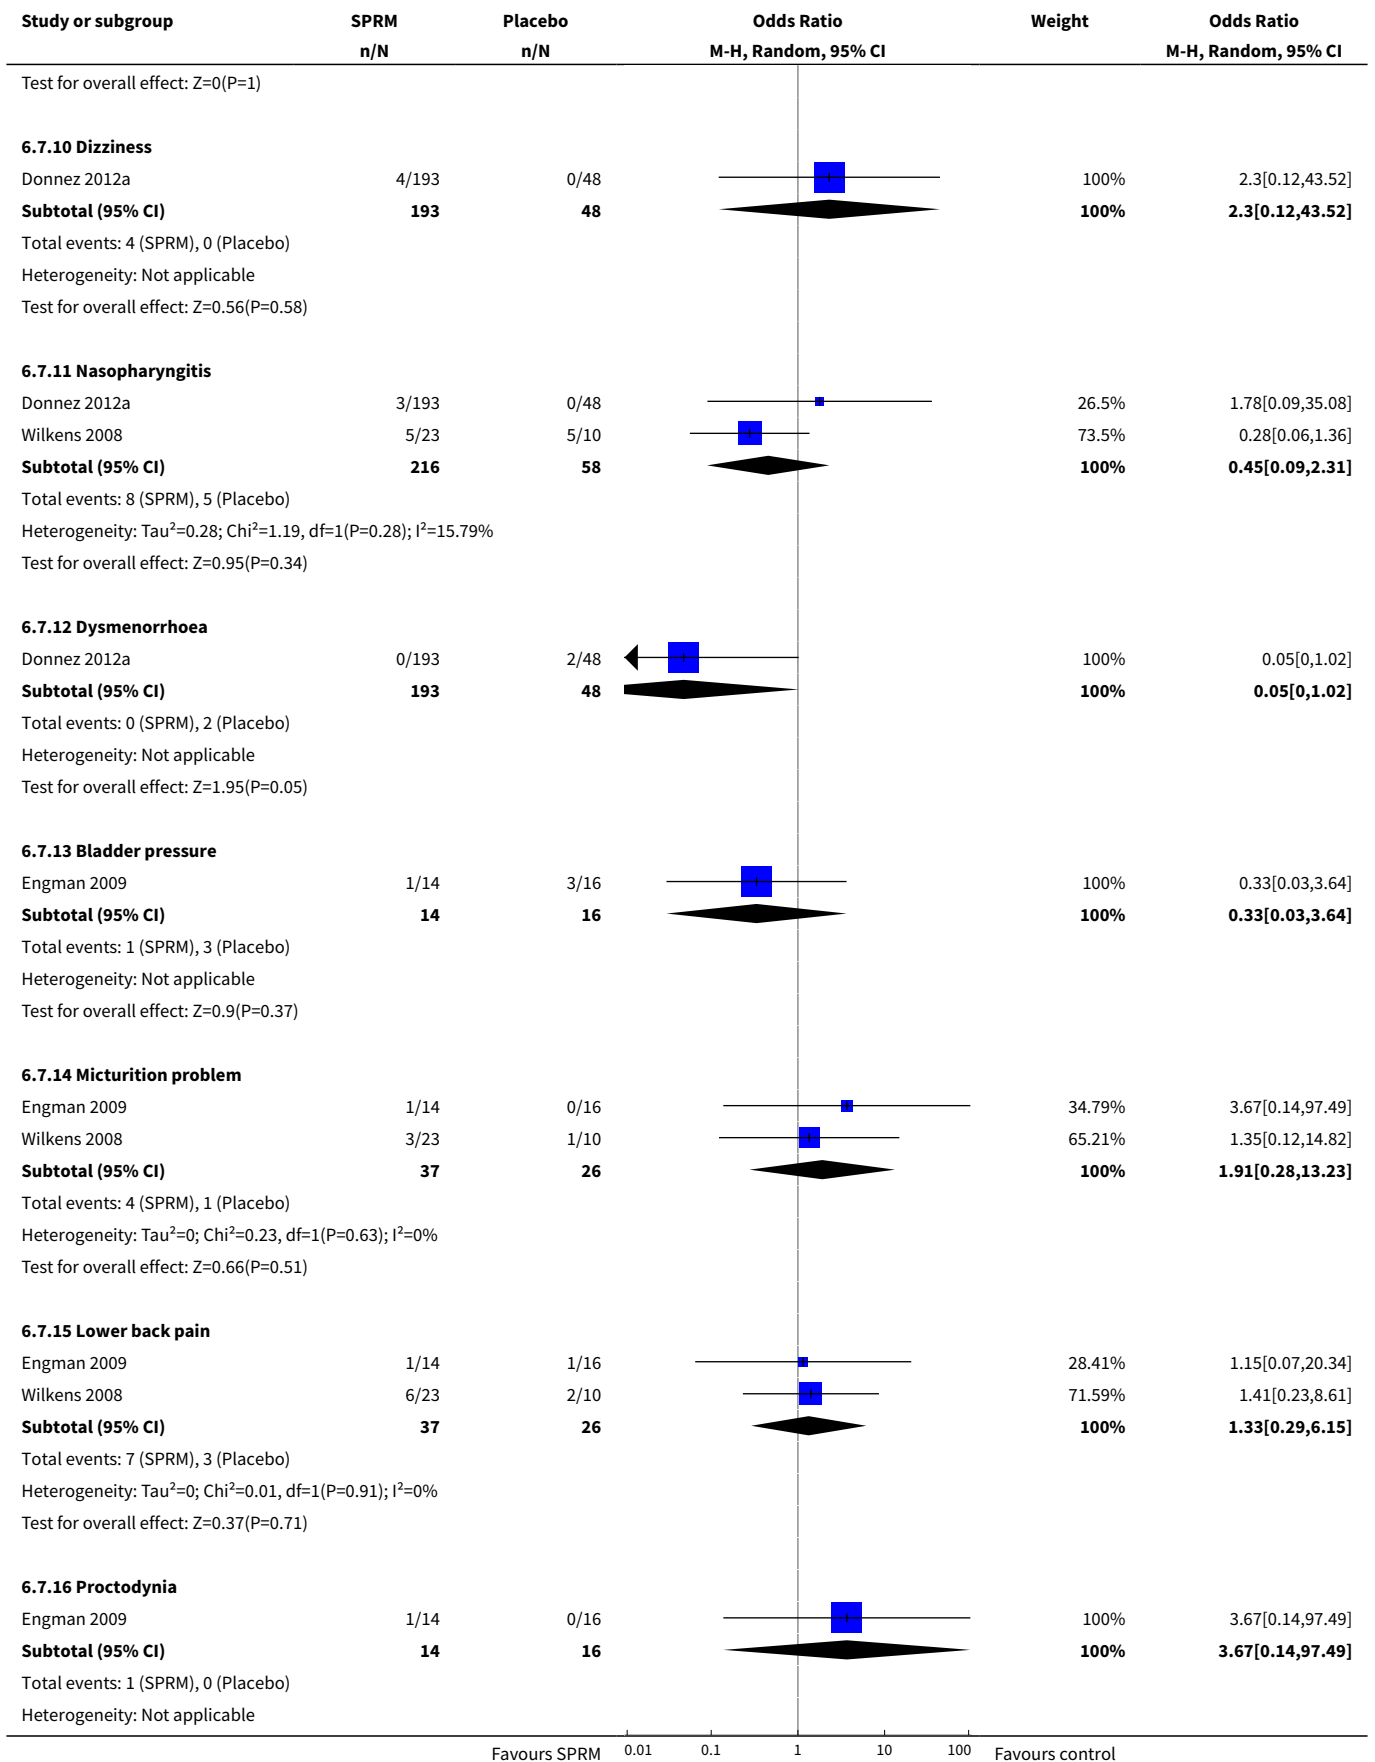 Study or subgroup SPRM Placebo Odds Ratio Weight Odds Ratio
n/N n/N M-H, Random, 95% CI M-H, Random, 95% CI
Test for overall effect: Z=0(P=1)
6.7.10 Dizziness
Donnez 2012a 4/193 0/48 100% 2.3[0.12,43.52]
Subtotal (95% CI) 193 48 100% 2.3[0.12,43.52]
Total events: 4 (SPRM), 0 (Placebo)
Heterogeneity: Not applicable
Test for overall effect: Z=0.56(P=0.58)
6.7.11 Nasopharyngitis
Donnez 2012a 3/193 0/48 26.5% 1.78[0.09,35.08]
Wilkens 2008 5/23 5/10 73.5% 0.28[0.06,1.36]
Subtotal (95% CI) 216 58 100% 0.45[0.09,2.31]
Total events: 8 (SPRM), 5 (Placebo)
Heterogeneity: Tau²=0.28; Chi²=1.19, df=1(P=0.28); I²=15.79%
Test for overall effect: Z=0.95(P=0.34)
6.7.12 Dysmenorrhoea
Donnez 2012a 0/193 2/48 100% 0.05[0,1.02]
Subtotal (95% CI) 193 48 100% 0.05[0,1.02]
Total events: 0 (SPRM), 2 (Placebo)
Heterogeneity: Not applicable
Test for overall effect: Z=1.95(P=0.05)
6.7.13 Bladder pressure
Engman 2009 1/14 3/16 100% 0.33[0.03,3.64]
Subtotal (95% CI) 14 16 100% 0.33[0.03,3.64]
Total events: 1 (SPRM), 3 (Placebo)
Heterogeneity: Not applicable
Test for overall effect: Z=0.9(P=0.37)
6.7.14 Micturition problem
Engman 2009 1/14 0/16 34.79% 3.67[0.14,97.49]
Wilkens 2008 3/23 1/10 65.21% 1.35[0.12,14.82]
Subtotal (95% CI) 37 26 100% 1.91[0.28,13.23]
Total events: 4 (SPRM), 1 (Placebo)
Heterogeneity: Tau²=0; Chi²=0.23, df=1(P=0.63); I²=0%
Test for overall effect: Z=0.66(P=0.51)
6.7.15 Lower back pain
Engman 2009 1/14 1/16 28.41% 1.15[0.07,20.34]
Wilkens 2008 6/23 2/10 71.59% 1.41[0.23,8.61]
Subtotal (95% CI) 37 26 100% 1.33[0.29,6.15]
Total events: 7 (SPRM), 3 (Placebo)
Heterogeneity: Tau²=0; Chi²=0.01, df=1(P=0.91); I²=0%
Test for overall effect: Z=0.37(P=0.71)
6.7.16 Proctodynia
Engman 2009 1/14 0/16 100% 3.67[0.14,97.49]
Subtotal (95% CI) 14 16 100% 3.67[0.14,97.49]
Total events: 1 (SPRM), 0 (Placebo)
Heterogeneity: Not applicable
Favours SPRM 0.01 0.1 1 10 100 Favours control